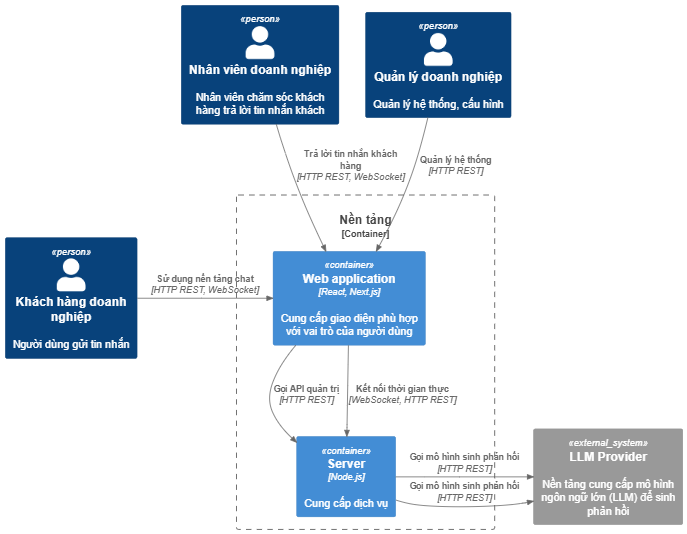 «person»
Nhân viên doanh nghiệp
Nhân viên chăm sóc khách
hàng trả lời tin nhắn khách
«person»
Quản lý doanh nghiệp
Quản lý hệ thống, cấu hình
Trả lời tin nhắn khách
hàng
[HTTP REST, WebSocket]
Quản lý hệ thống
[HTTP REST]
Nền tảng
[Container]
«person»
Khách hàng doanh
nghiệp
Người dùng gửi tin nhắn
Sử dụng nền tảng chat
[HTTP REST, WebSocket]
«container»
Web application
[React, Next.js]
Cung cấp giao diện phù hợp
với vai trò của người dùng
Gọi API quản trị
[HTTP REST]
Kết nối thời gian thực
[WebSocket, HTTP REST]
«container»
Server
[Node.js]
Cung cấp dịch vụ
Gọi mô hình sinh phản hồi
[HTTP REST]
Gọi mô hình sinh phản hồi
[HTTP REST]
«external_system»
LLM Provider
Nền tảng cung cấp mô hình
ngôn ngữ lớn (LLM) để sinh
phản hồi